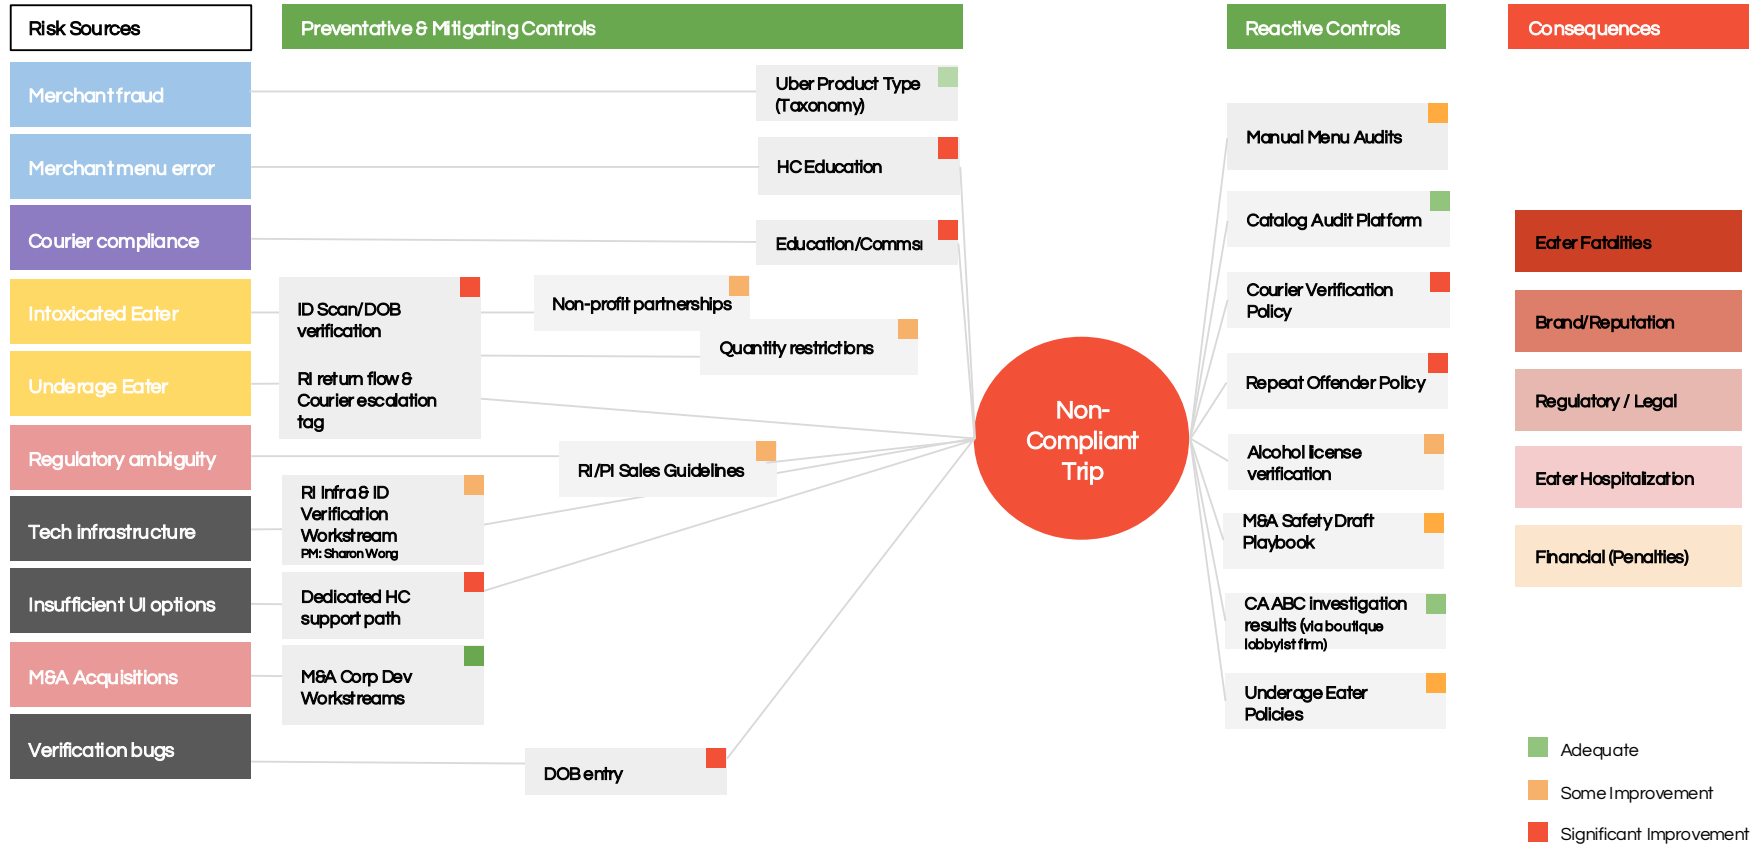 Risk Sources
Preventative & Mitigating Controls
Reactive Controls
Consequences
Merchant fraud
Merchant menu error
Courier compliance
Intoxicated Eater
Underage Eater
Regulatory ambiguity
Tech infrastructure
Insufficient UI options
M&A Acquisitions
Verification bugs
Uber Product Type
(Taxonomy)
HC Education
Education/Comms
ID Scan/DOB
verification
RI return flow &
Courier escalation
tag
Non-profit partnerships
Quantity restrictions
RI/PI Sales Guidelines
RI Infra & ID
Verification
Workstream
PM: Sharon Wong
Dedicated HC
support path
M&A Corp Dev
Workstreams
DOB entry
Non-
Compliant
Trip
Manual Menu Audits
Catalog Audit Platform
Courier Verification
Policy
Repeat Offender Policy
Alcohol license
verification
M&A Safety Draft
Playbook
CA ABC investigation
results (via boutique
lobbyist firm)
Underage Eater
Policies
Eater Fatalities
Brand/Reputation
Regulatory / Legal
Eater Hospitalization
Financial (Penalties)
Adequate
Some Improvement
Significant Improvement